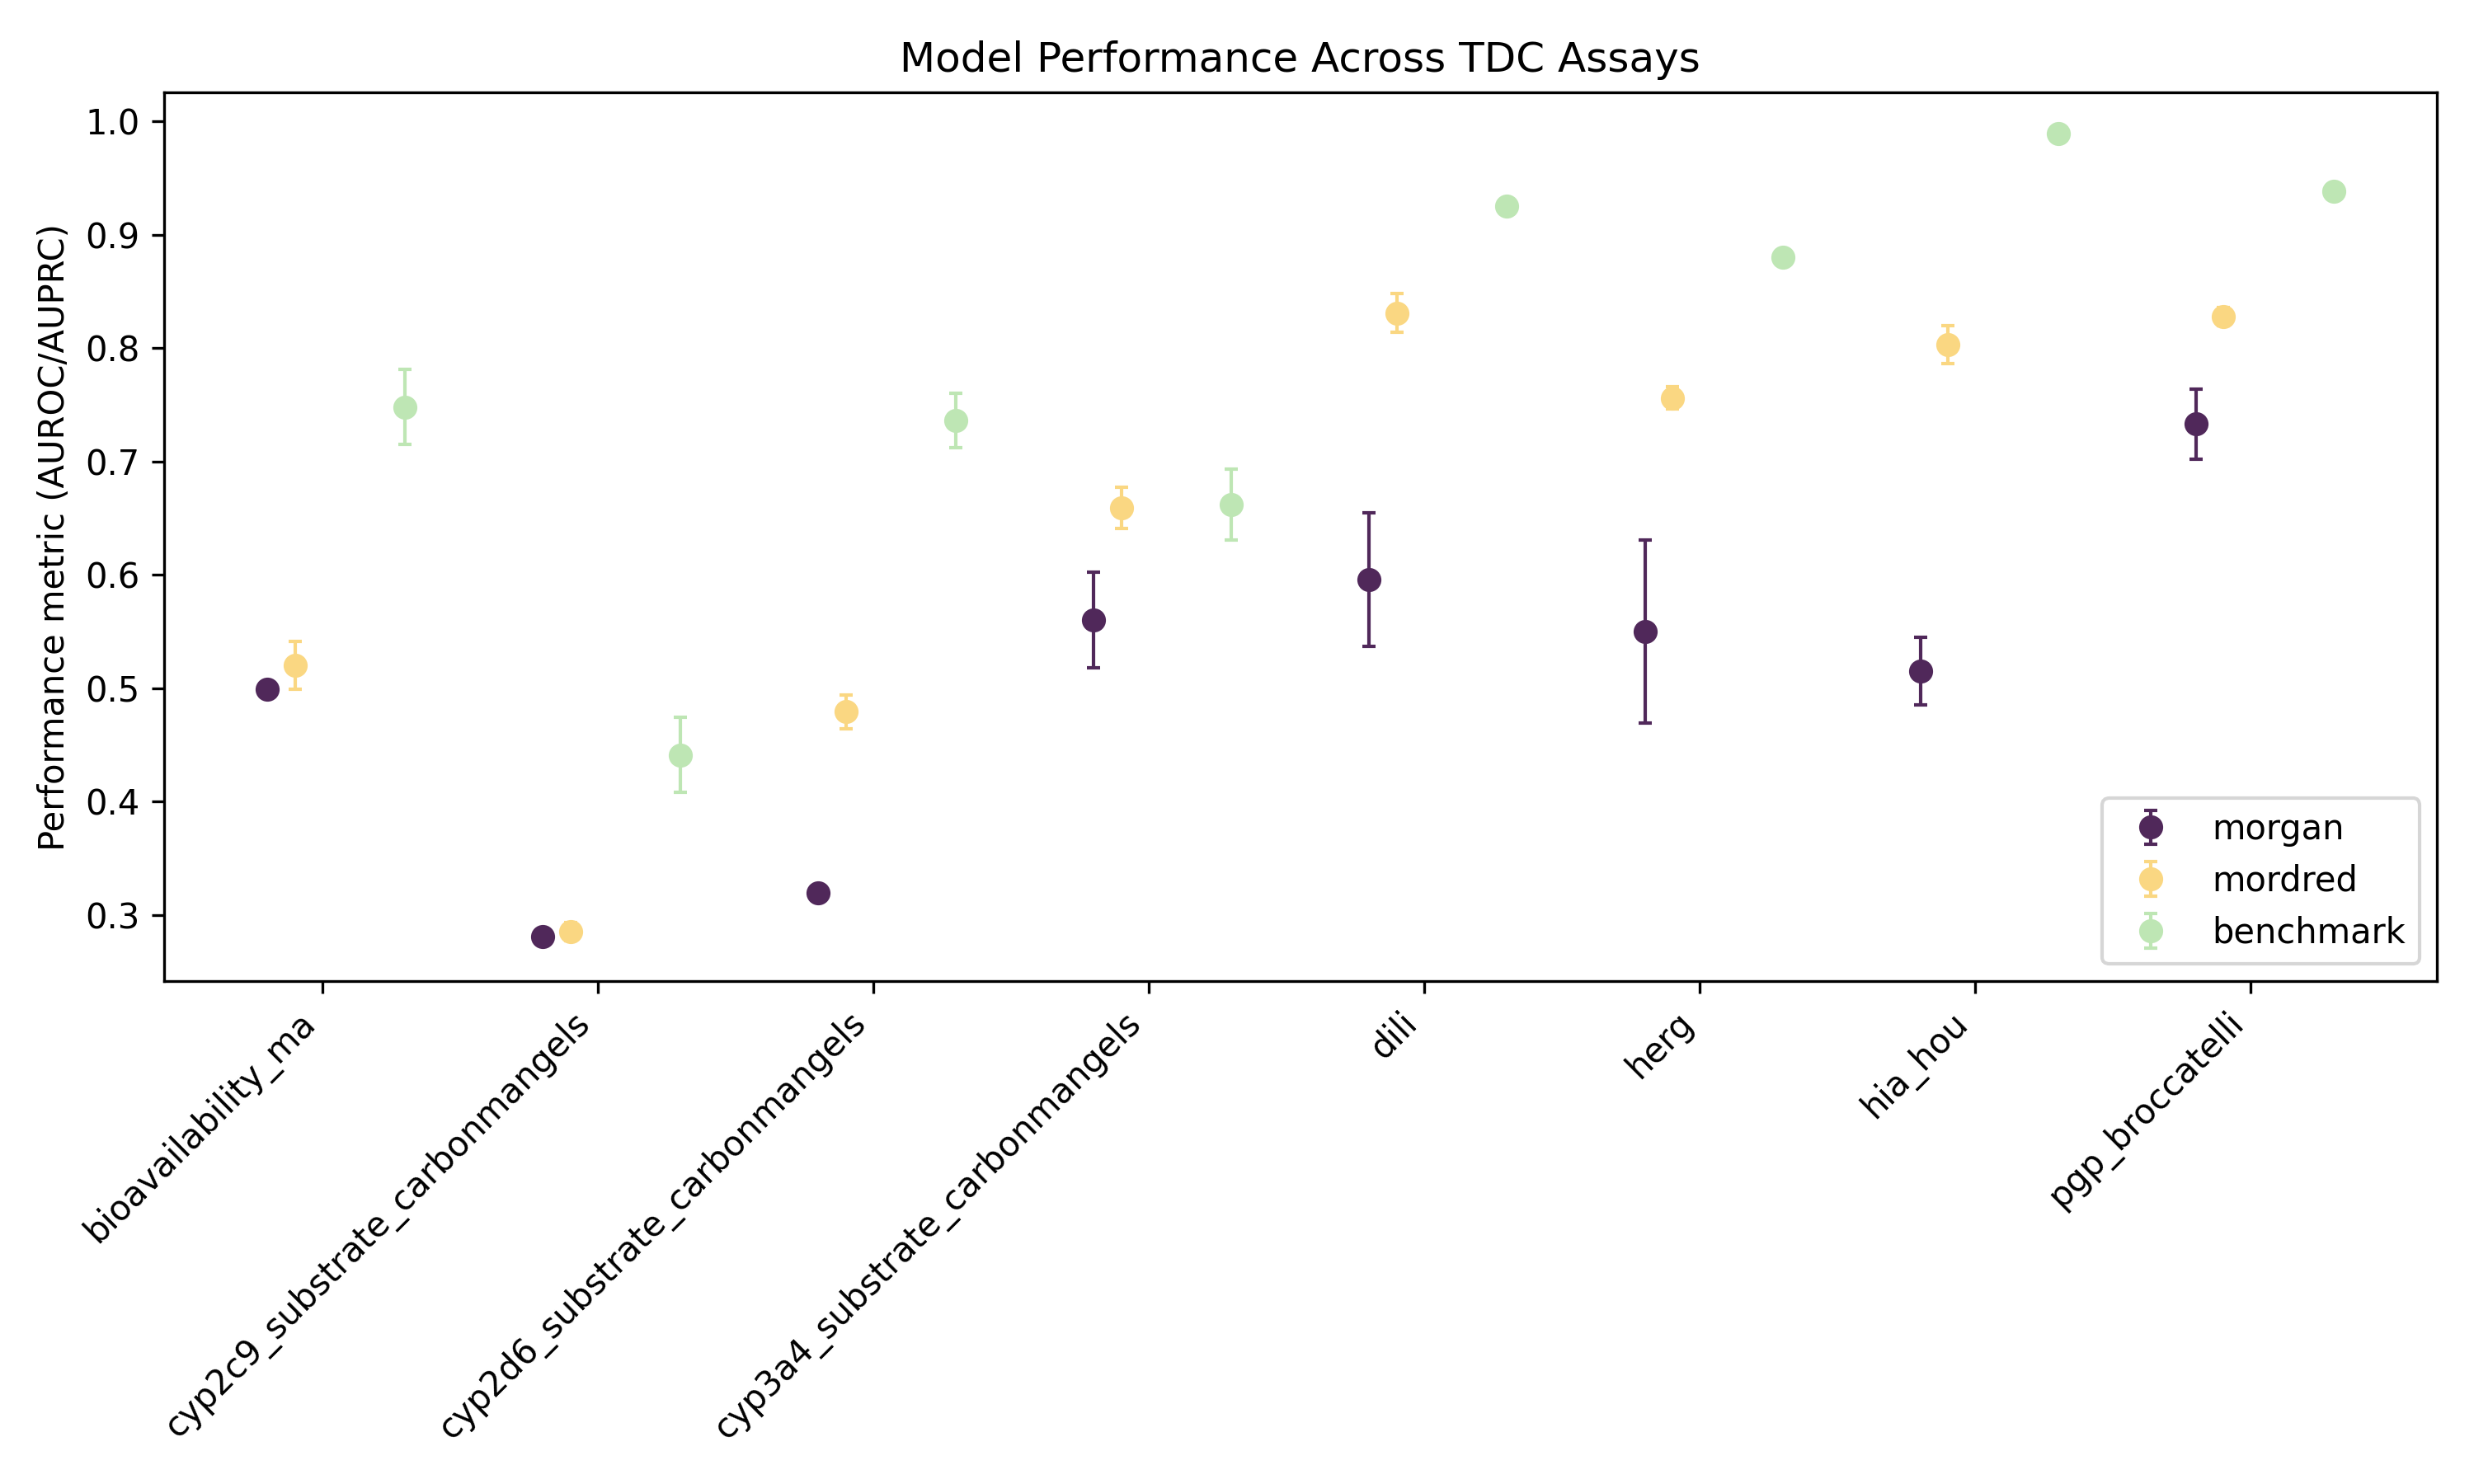 Model Performance Across TDC Assays
Performance metric (AUROC/AUPRC)
1.0
0.9
0.8
0.7
0.6
0.5
0.4
0.3
morgan
mordred
benchmark
bioavailability_ma
cyp2c9_substrate_carbonmangels
cyp2d6_substrate_carbonmangels
cyp3a4_substrate_carbonmangels
dili
herg
hia_hou
pgp_broccatelli